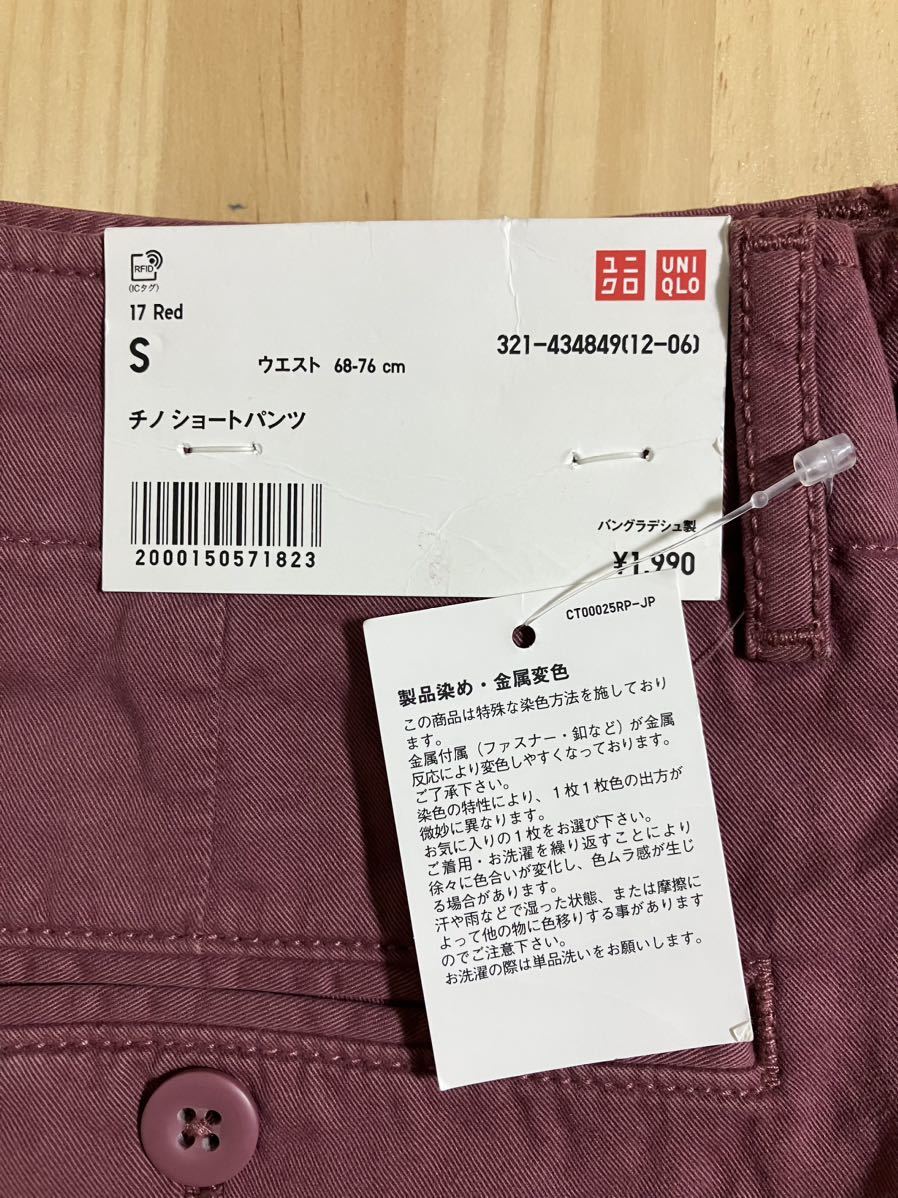 RFID
(ICタグ)
17 Red
S
ウエスト 68-76 cm
ユニ
クロ
UNI
QLO
321-434849(12-06)
チノ ショートパンツ
2000150571823
バングラデシュ製
¥1,990
CT00025RP-JP
製品染め・金属変色
この商品は特殊な染色方法を施しており
ます。
金属付属(ファスナー・釦など)が金属
反応により変色しやすくなっております。
ご了承下さい。
染色の特性により、1枚1枚色の出方が
微妙に異なります。
お気に入りの1枚をお選び下さい。
ご着用・お洗濯を繰り返すことにより
徐々に色合いが変化し、色ムラ感が生じ
る場合があります。
汗や雨などで湿った状態、または摩擦に
よって他の物に色移りする事があります
のでご注意下さい。
お洗濯の際は単品洗いをお願いします。